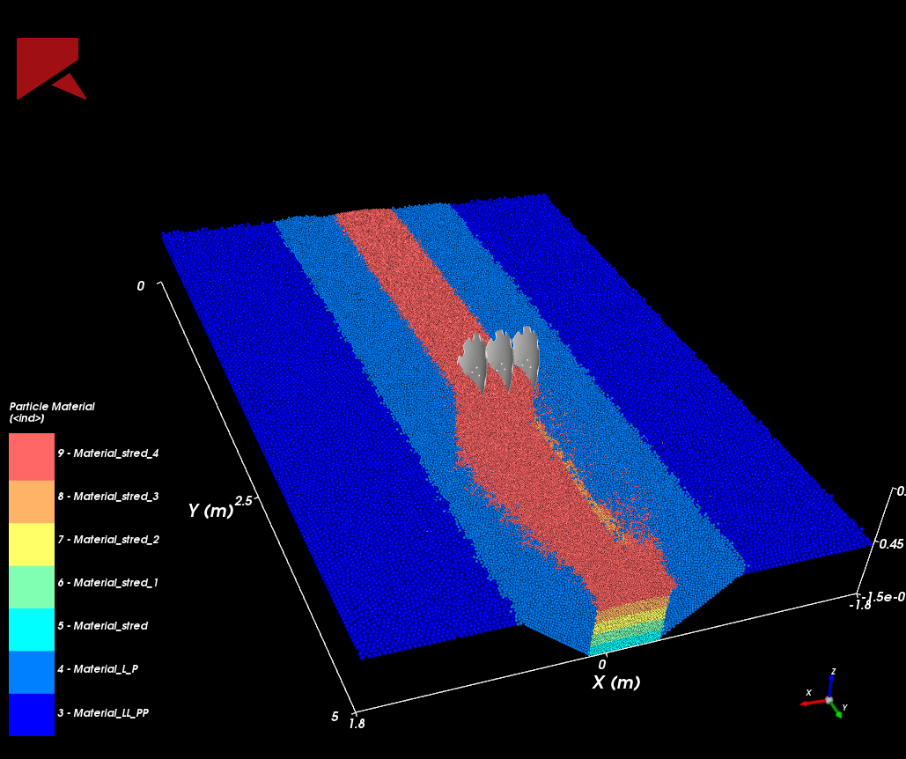 0
Particle Material
(<ind>)
9 - Material_stred_4
8 - Material_stred_3
7 - Material_stred_2
6 - Material_stred_1
5 - Material_stred
4 - Material_L_P
3 - Material_LL_PP
Y (m)
2.5
0.45
-1.8
0
X (m)
5
1.8
Z
X
Y